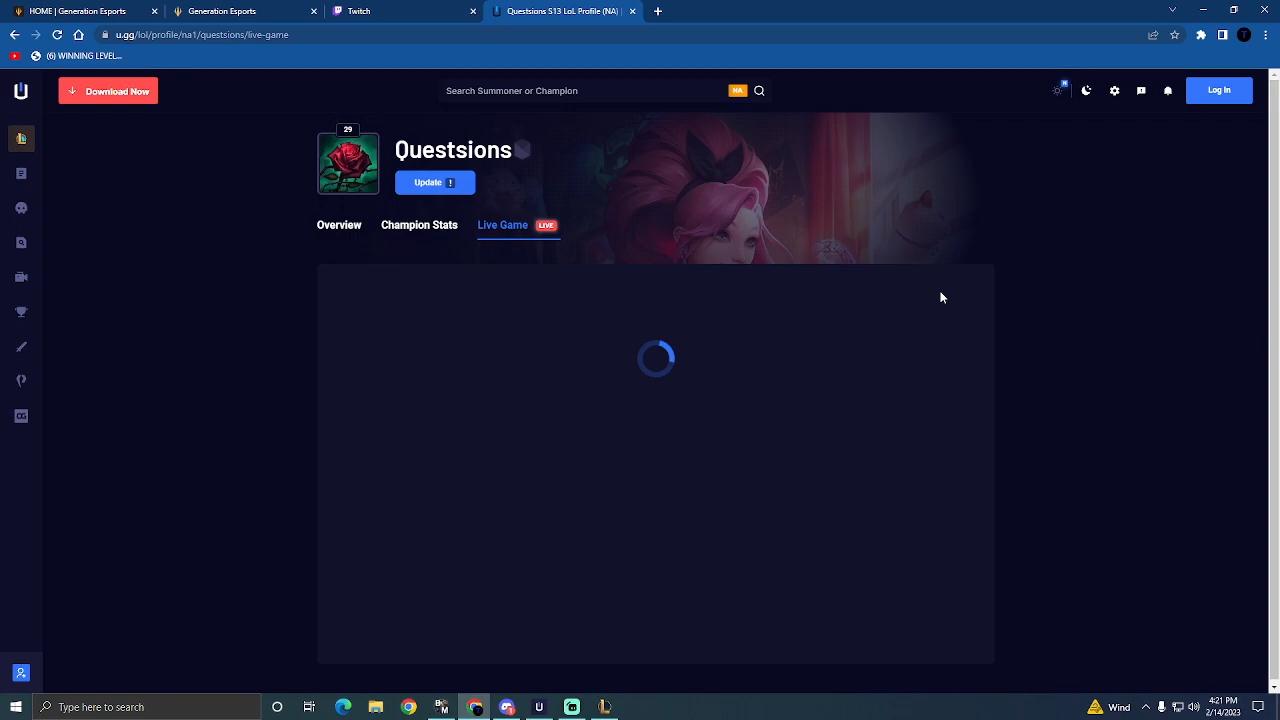 HOME | Generation Esports
Generation Esports
Twitch
Questsions S13 LoL Profile (NA) |
u.gg/lol/profile/na1/questsions/live-game
(6) WINNING LEVEL...
Download Now
Search Summoner or Champion
NA
Log In
29
Questsions
Update !
Overview
Champion Stats
Live Game
LIVE
Type here to search
Wind
4:21 PM
2/14/2023